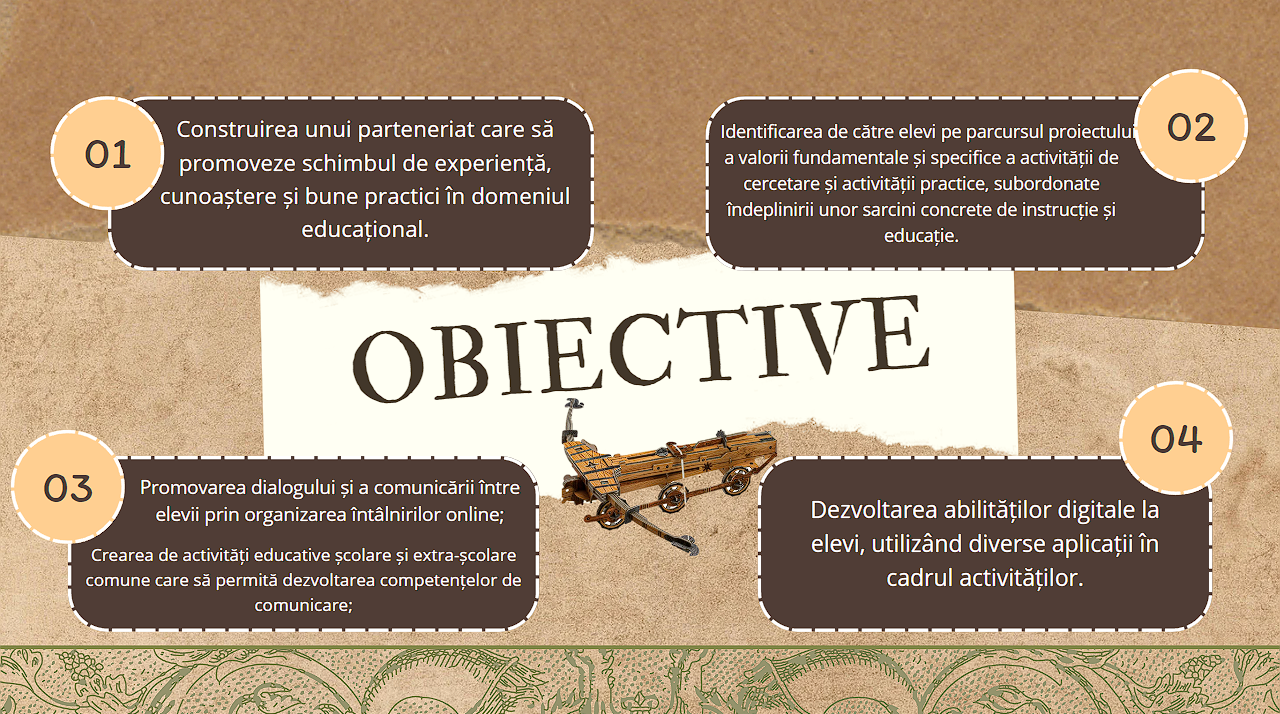 01
Construirea unui parteneriat care să
promoveze schimbul de experiență,
cunoaștere și bune practici în domeniul
educațional.
02
Identificarea de către elevi pe parcursul proiectului
a valorii fundamentale și specifice a activității de
cercetare și activității practice, subordonate
îndeplinirii unor sarcini concrete de instrucție și
educație.
OBIECTIVE
03
Promovarea dialogului și a comunicării între
elevii prin organizarea întâlnirilor online;
Crearea de activități educative școlare și extra-școlare
comune care să permită dezvoltarea competențelor de
comunicare;
04
Dezvoltarea abilităților digitale la
elevi, utilizând diverse aplicații în
cadrul activităților.